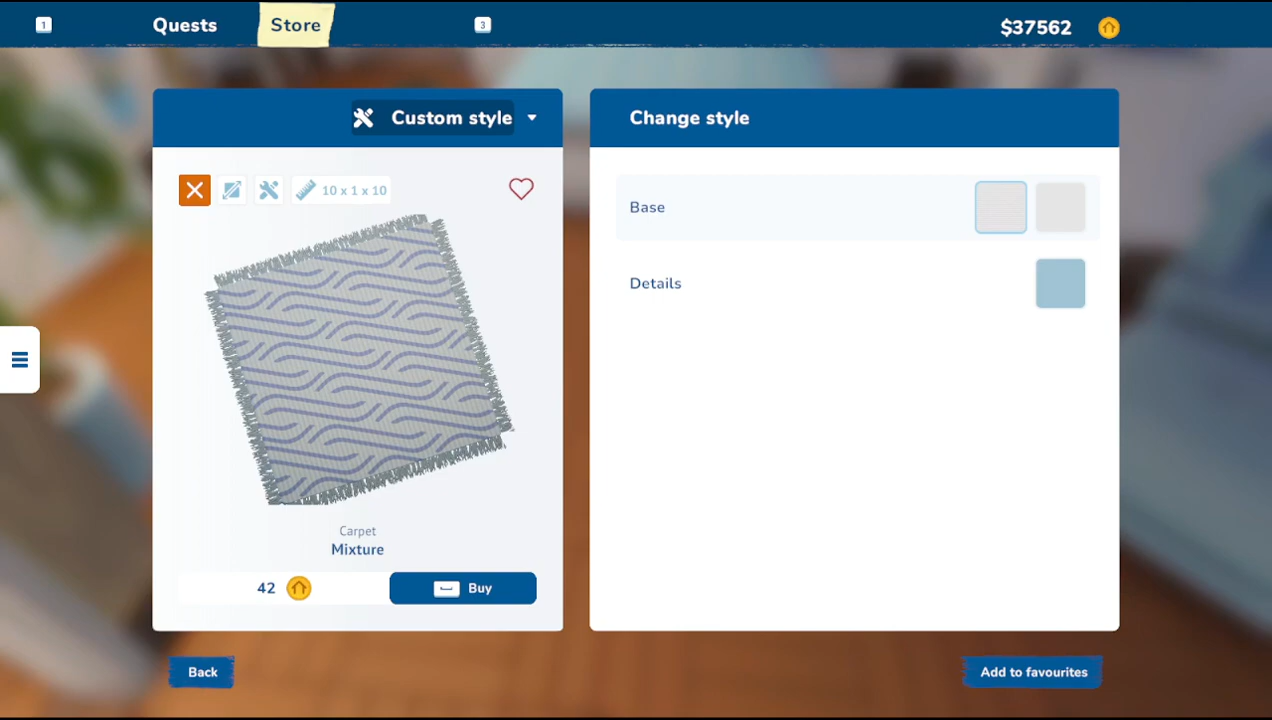 1
Quests
Store
3
$37562
Custom style
Change style
10 x 1 x 10
Base
Details
Carpet
Mixture
42
Buy
Back
Add to favourites